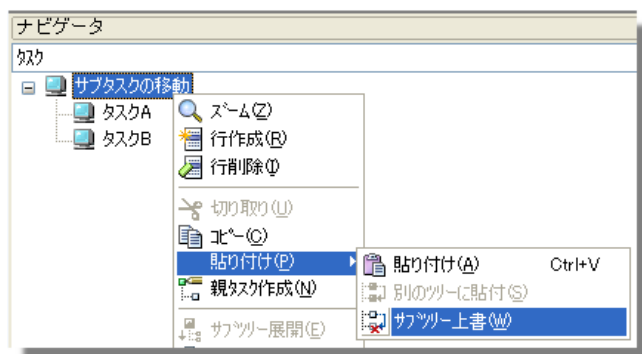 ナビゲータ
ﾀｽｸ
サブタスクの移動
タスクA
タスクB
ｽﾞｰﾑ(Z)
行作成(R)
行削除(I)
切り取り(U)
ｺﾋﾟｰ(C)
貼り付け(P)
貼り付け(A) Ctrl+V
別のﾂﾘｰに貼付(S)
親ﾀｽｸ作成(N)
ｻﾌﾞﾂﾘｰ上書(W)
ｻﾌﾞﾂﾘｰ展開(E)